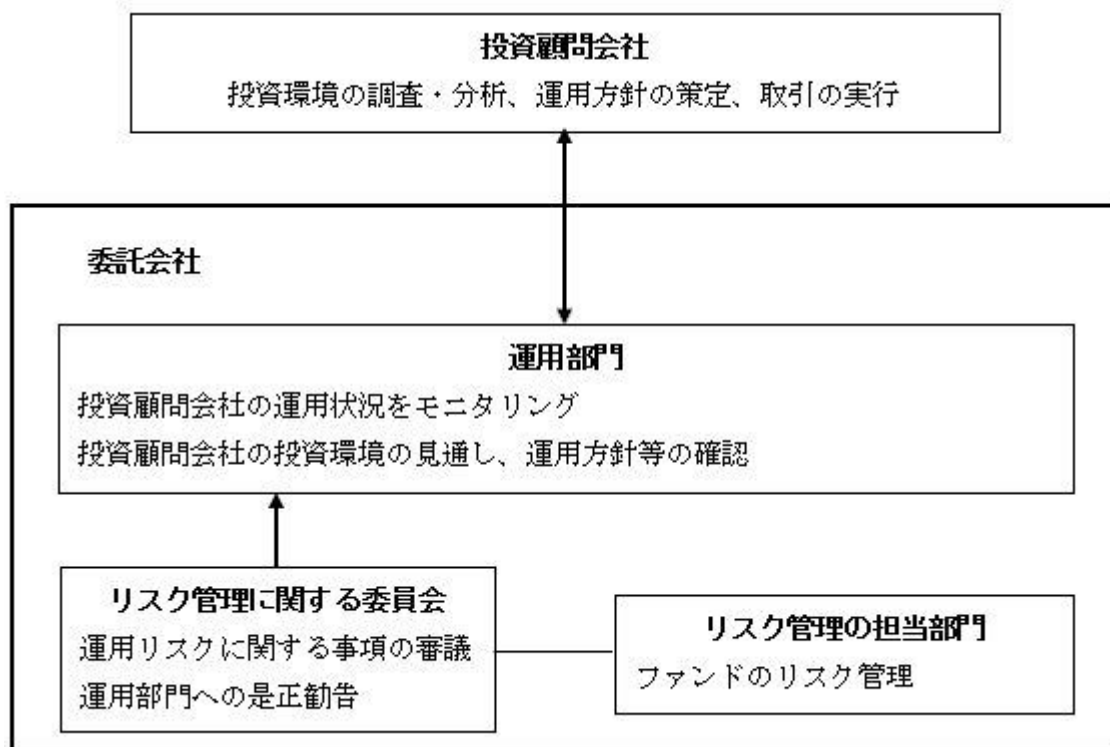 投資顧問会社
投資環境の調査・分析、運用方針の策定、取引の実行
委託会社
運用部門
投資顧問会社の運用状況をモニタリング
投資顧問会社の投資環境の見通し、運用方針等の確認
リスク管理に関する委員会
運用リスクに関する事項の審議
運用部門への是正勧告
リスク管理の担当部門
ファンドのリスク管理